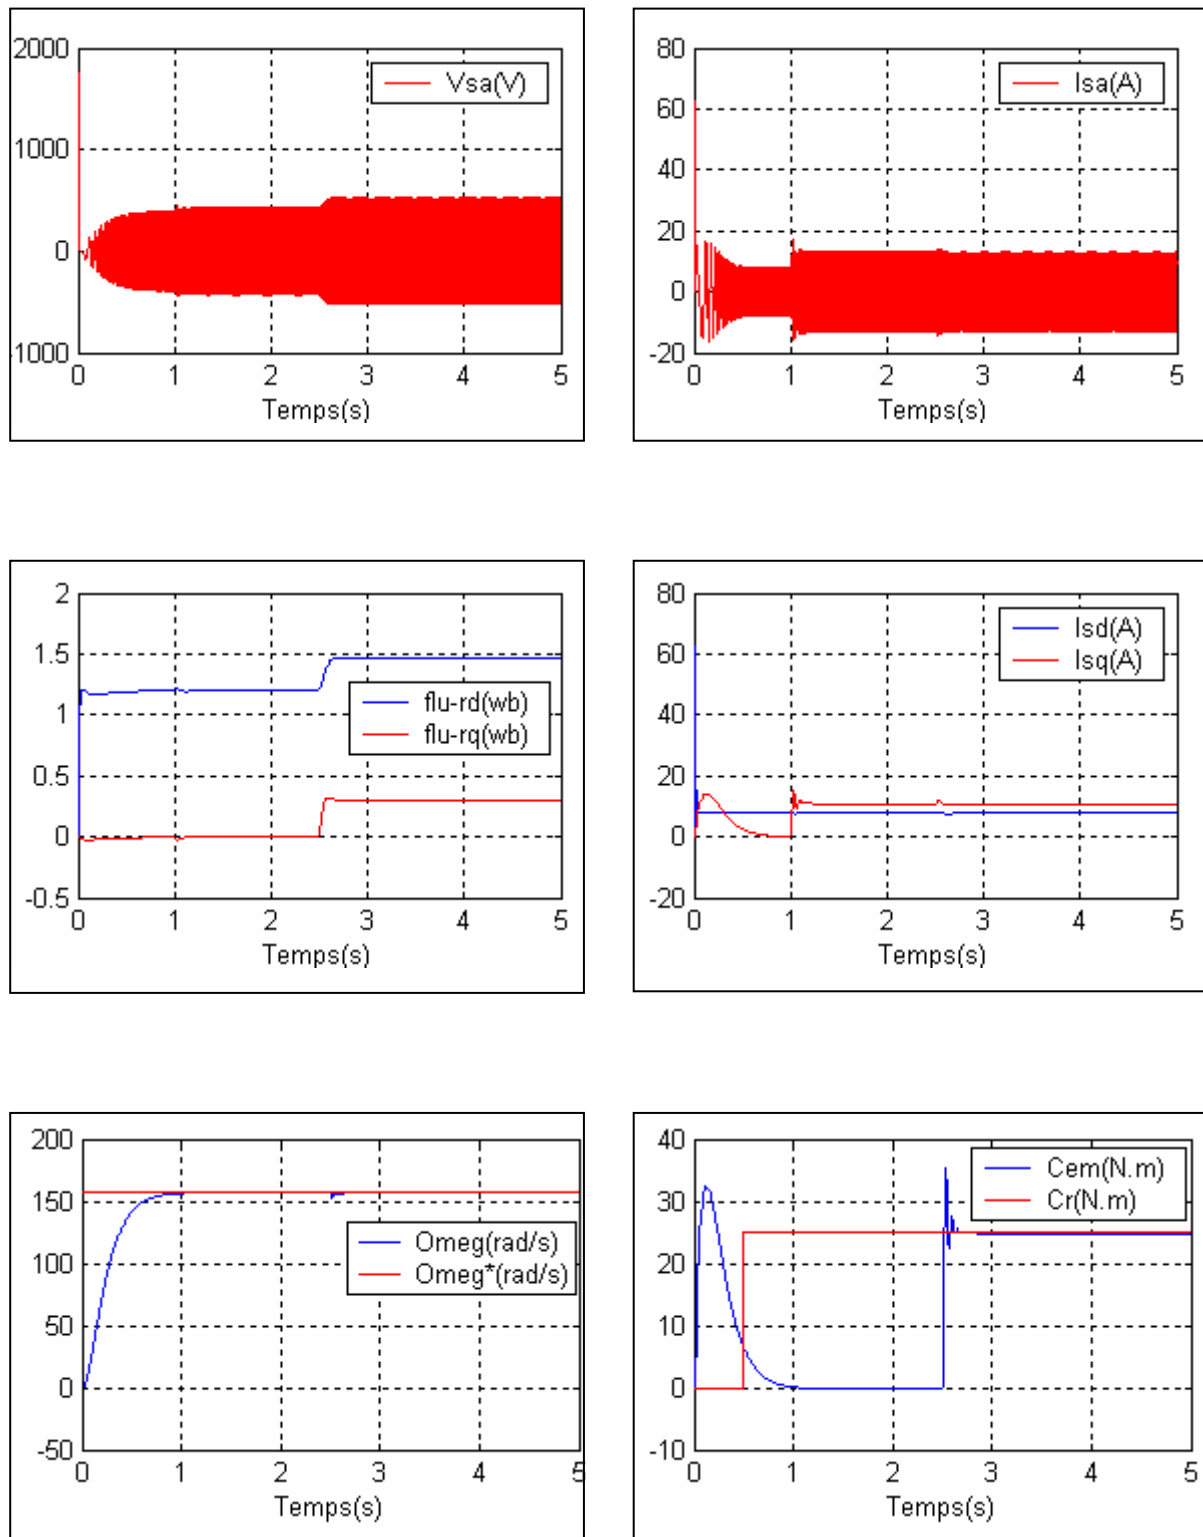 2000
1000
0
-1000
Vsa(V)
0 1 2 3 4 5
Temps(s)
80
60
40
20
0
-20
Isa(A)
0 1 2 3 4 5
Temps(s)
2
1.5
1
0.5
0
-0.5
flu-rd(wb)
flu-rq(wb)
0 1 2 3 4 5
Temps(s)
80
60
40
20
0
-20
Isd(A)
Isq(A)
0 1 2 3 4 5
Temps(s)
200
150
100
50
0
-50
Omeg(rad/s)
Omeg*(rad/s)
0 1 2 3 4 5
Temps(s)
40
30
20
10
0
-10
Cem(N.m)
Cr(N.m)
0 1 2 3 4 5
Temps(s)